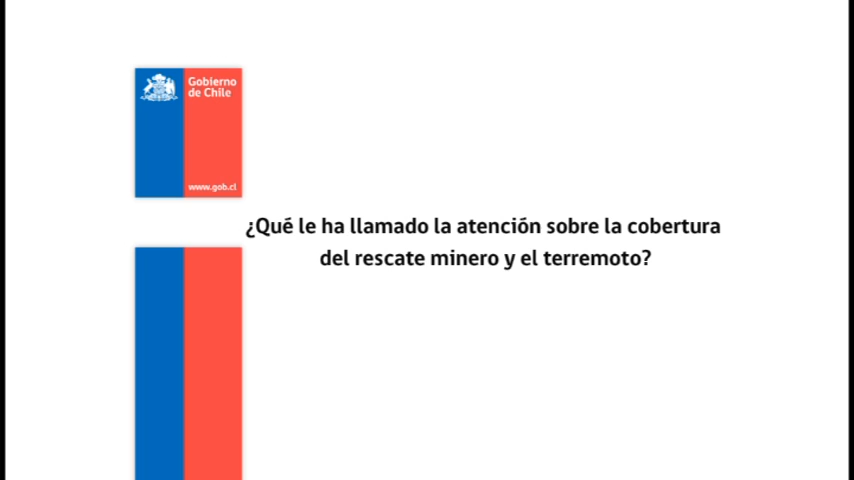 Gobierno
de Chile
www.gob.cl
¿Qué le ha llamado la atención sobre la cobertura
del rescate minero y el terremoto?